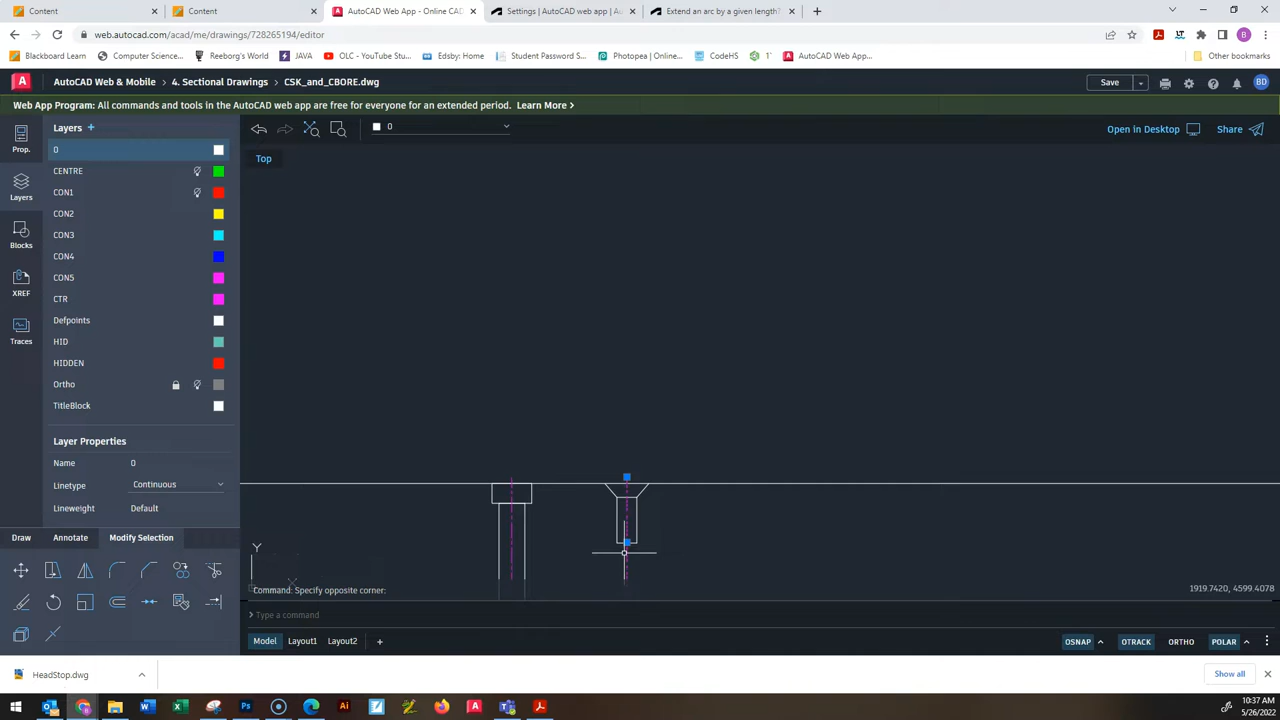 Content
Content
AutoCAD Web App - Online CAD
Settings | AutoCAD web app | Au
Extend an arc by a given length?
web.autocad.com/acad/me/drawings/728265194/editor
Blackboard Learn
Computer Science...
Reeborg's World
JAVA
OLC - YouTube Stu...
Edsby: Home
Student Password S...
Photopea | Online...
CodeHS
1'
AutoCAD Web App...
Other bookmarks
AutoCAD Web & Mobile
4. Sectional Drawings
CSK_and_CBORE.dwg
Save
BD
Web App Program: All commands and tools in the AutoCAD web app are free for everyone for an extended period. Learn More
Prop.
Layers
Blocks
XREF
Traces
Layers +
0
CENTRE
CON1
CON2
CON3
CON4
CON5
CTR
Defpoints
HID
HIDDEN
Ortho
TitleBlock
Layer Properties
Name 0
Linetype Continuous
Lineweight Default
Draw Annotate Modify Selection
0
Open in Desktop
Share
Top
Y
X
Command: Specify opposite corner:
1919.7420, 4599.4078
Type a command
Model Layout1 Layout2 +
OSNAP OTRACK ORTHO POLAR
HeadStop.dwg
Show all
10:37 AM
5/26/2022